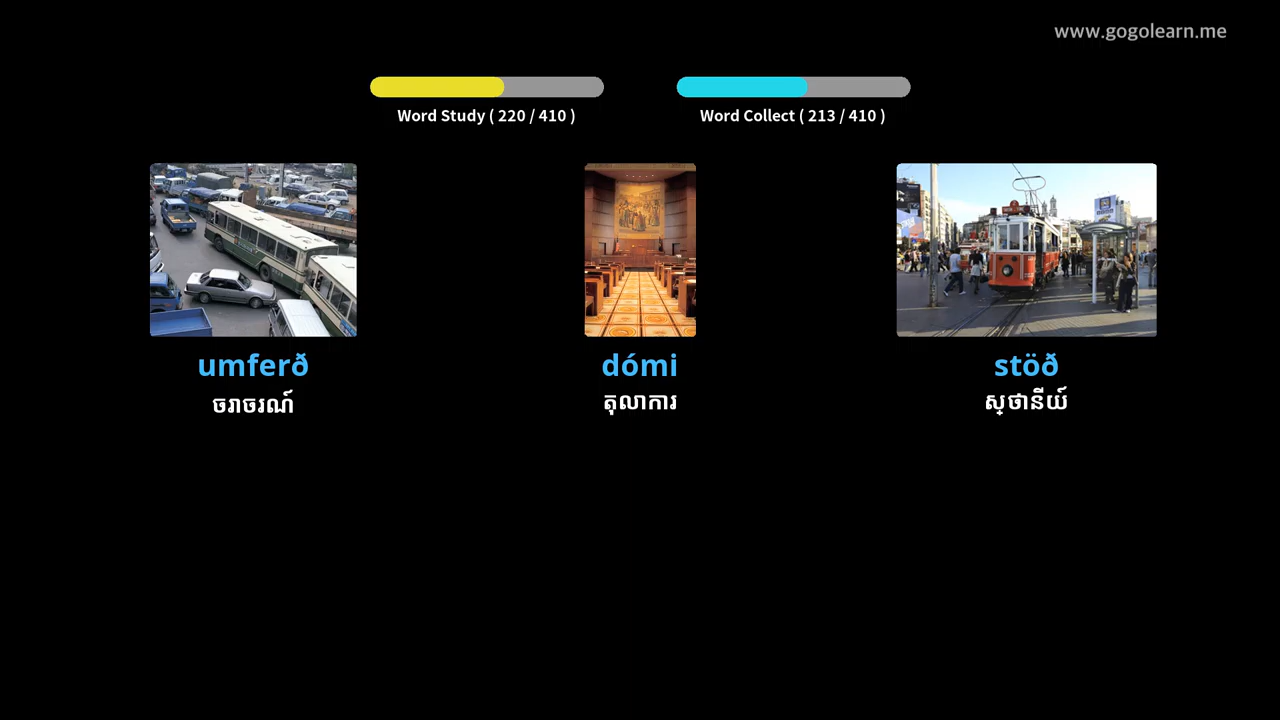 www.gogolearn.me
Word Study ( 220 / 410 )
Word Collect ( 213 / 410 )
umferð
dómi
stöð
ចរាចរណ៍
តុលាការ
ស្ថានីយ៍